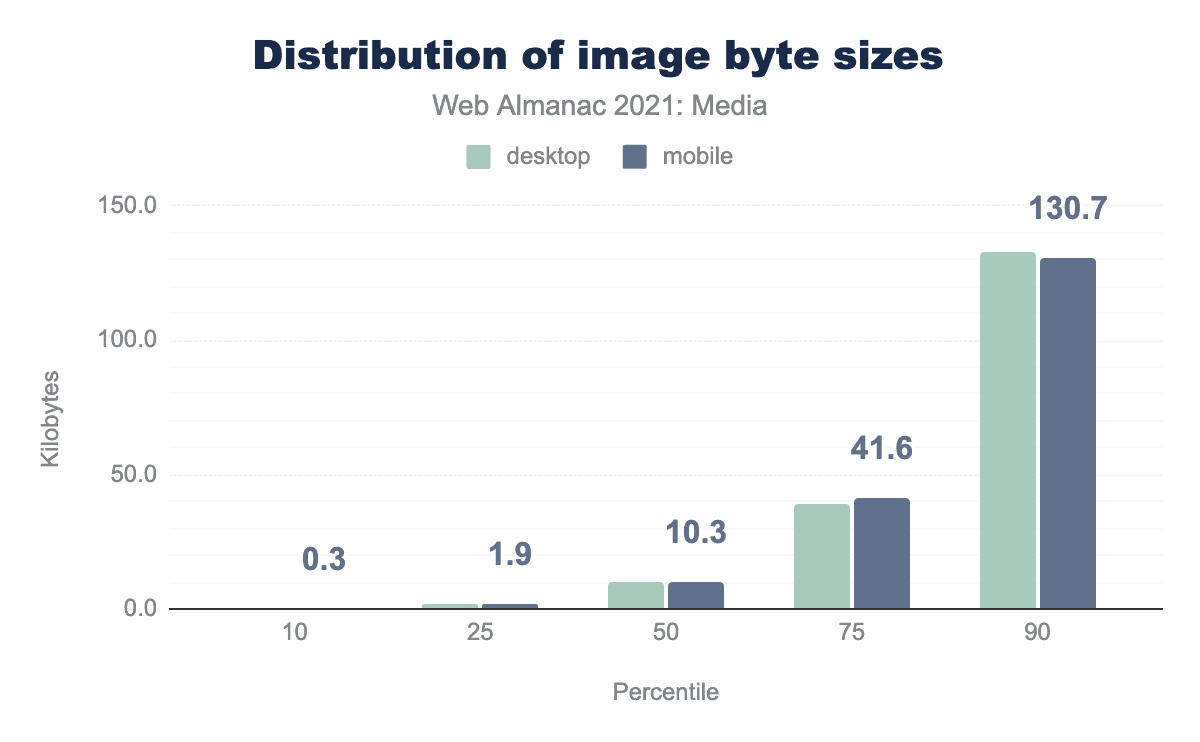 Distribution of image byte sizes
Web Almanac 2021: Media
desktop mobile
150.0
130.7
100.0
Kilobytes
50.0
41.6
10.3
1.9
0.3
0.0
10 25 50 75 90
Percentile